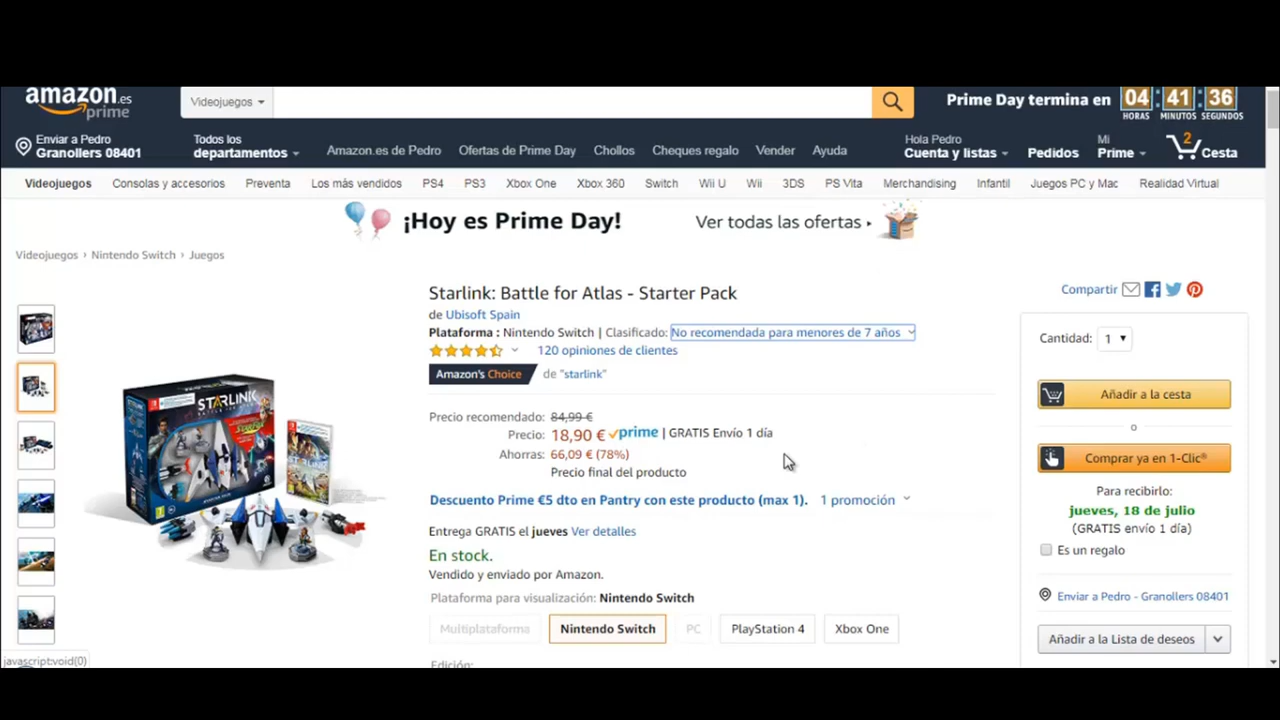 amazon.es
prime
Videojuegos
Prime Day termina en 04 : 41 : 36
HORAS MINUTOS SEGUNDOS
Enviar a Pedro
Granollers 08401
Todos los
departamentos
Amazon.es de Pedro Ofertas de Prime Day Chollos Cheques regalo Vender Ayuda
Hola Pedro
Cuenta y listas
Pedidos
Mi
Prime
2
Cesta
Videojuegos Consolas y accesorios Preventa Los más vendidos PS4 PS3 Xbox One Xbox 360 Switch Wii U Wii 3DS PS Vita Merchandising Infantil Juegos PC y Mac Realidad Virtual
¡Hoy es Prime Day! Ver todas las ofertas ▸
Videojuegos › Nintendo Switch › Juegos
STARLINK
Starlink: Battle for Atlas - Starter Pack
de Ubisoft Spain
Plataforma : Nintendo Switch | Clasificado: No recomendada para menores de 7 años
120 opiniones de clientes
Amazon's Choice de "starlink"
Precio recomendado: 84,99 €
Precio: 18,90 € prime | GRATIS Envío 1 día
Ahorras: 66,09 € (78%)
Precio final del producto
Descuento Prime €5 dto en Pantry con este producto (max 1). 1 promoción
Entrega GRATIS el jueves Ver detalles
En stock.
Vendido y enviado por Amazon.
Plataforma para visualización: Nintendo Switch
Multiplataforma Nintendo Switch PC PlayStation 4 Xbox One
Edición:
Compartir
Cantidad: 1
Añadir a la cesta
o
Comprar ya en 1-Clic®
Para recibirlo:
jueves, 18 de julio
(GRATIS envío 1 día)
Es un regalo
Enviar a Pedro - Granollers 08401
Añadir a la Lista de deseos
javascript:void(0)